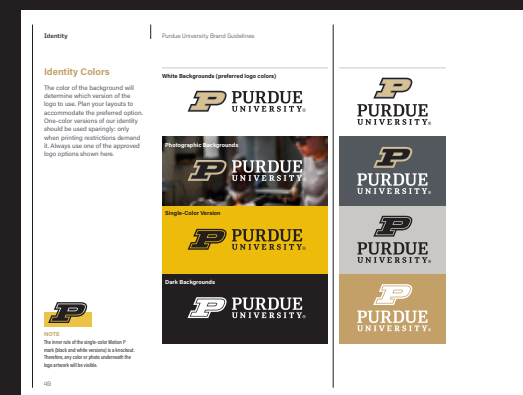 Identity
Purdue University Brand Guidelines
Identity Colors
The color of the background will
determine which version of the
logo to use. Plan your layouts to
accommodate the preferred option.
One-color versions of our identity
should be used sparingly: only
when printing restrictions demand
it. Always use one of the approved
logo options shown here.
White Backgrounds (preferred logo colors)
P PURDUE
UNIVERSITY®
P
PURDUE
UNIVERSITY®
Photographic Backgrounds
P PURDUE
UNIVERSITY®
P
PURDUE
UNIVERSITY®
Single-Color Version
P PURDUE
UNIVERSITY®
P
PURDUE
UNIVERSITY®
Dark Backgrounds
P PURDUE
UNIVERSITY®
P
PURDUE
UNIVERSITY®
P
NOTE
The inner rule of the single-color Motion P
mark (black and white versions) is a knockout.
Therefore, any color or photo underneath the
logo artwork will be visible.
49